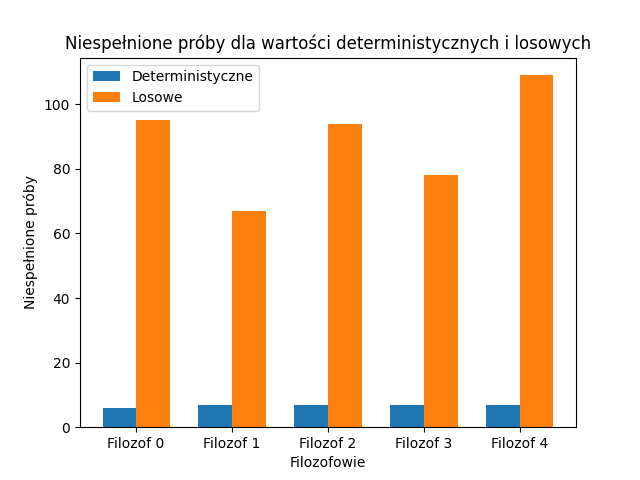 Niespełnione próby dla wartości deterministycznych i losowych
Deterministyczne
Losowe
Niespełnione próby
100
80
60
40
20
0
Filozof 0 Filozof 1 Filozof 2 Filozof 3 Filozof 4
Filozofowie